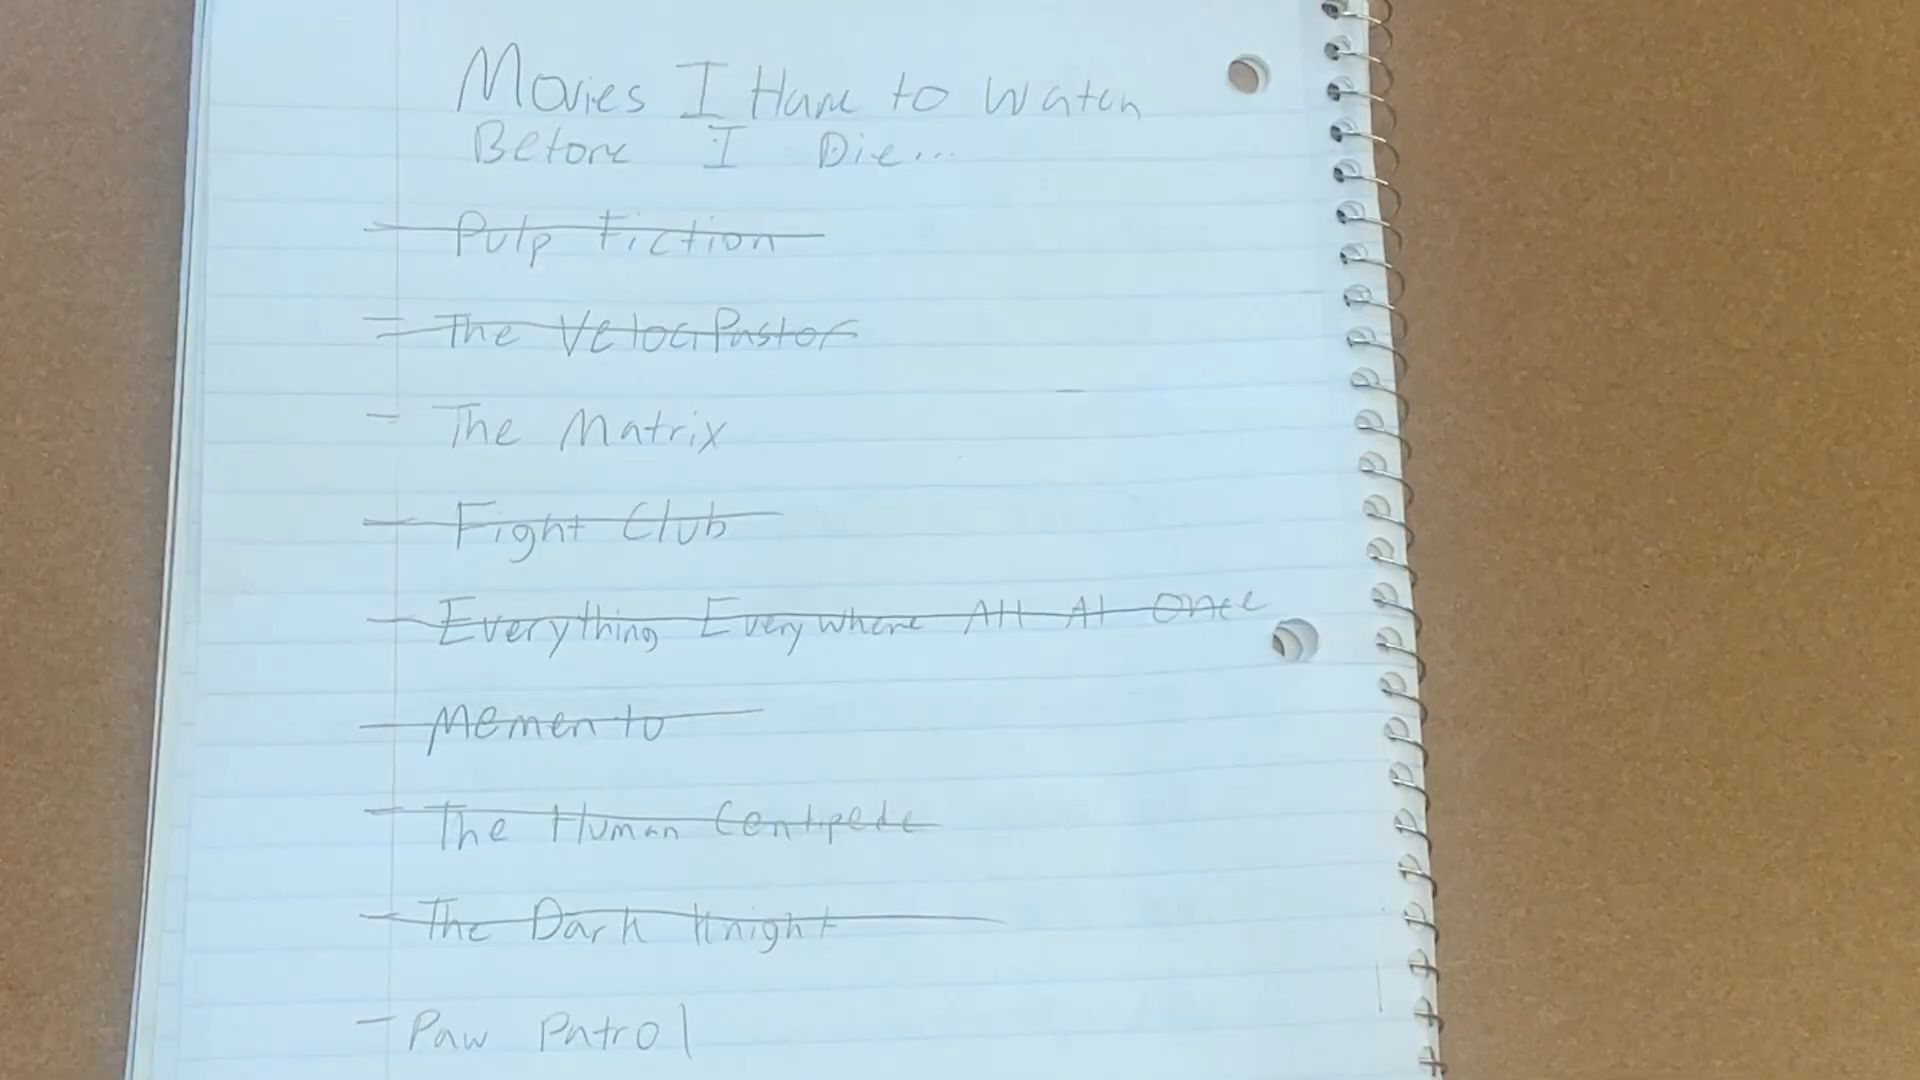 Movies I Have to Watch
Before I Die...
- Pulp Fiction
- The VelociPastor
- The Matrix
- Fight Club
- Everything Everywhere All At Once
- Memento
- The Human Centipede
- The Dark Knight
- Paw Patrol